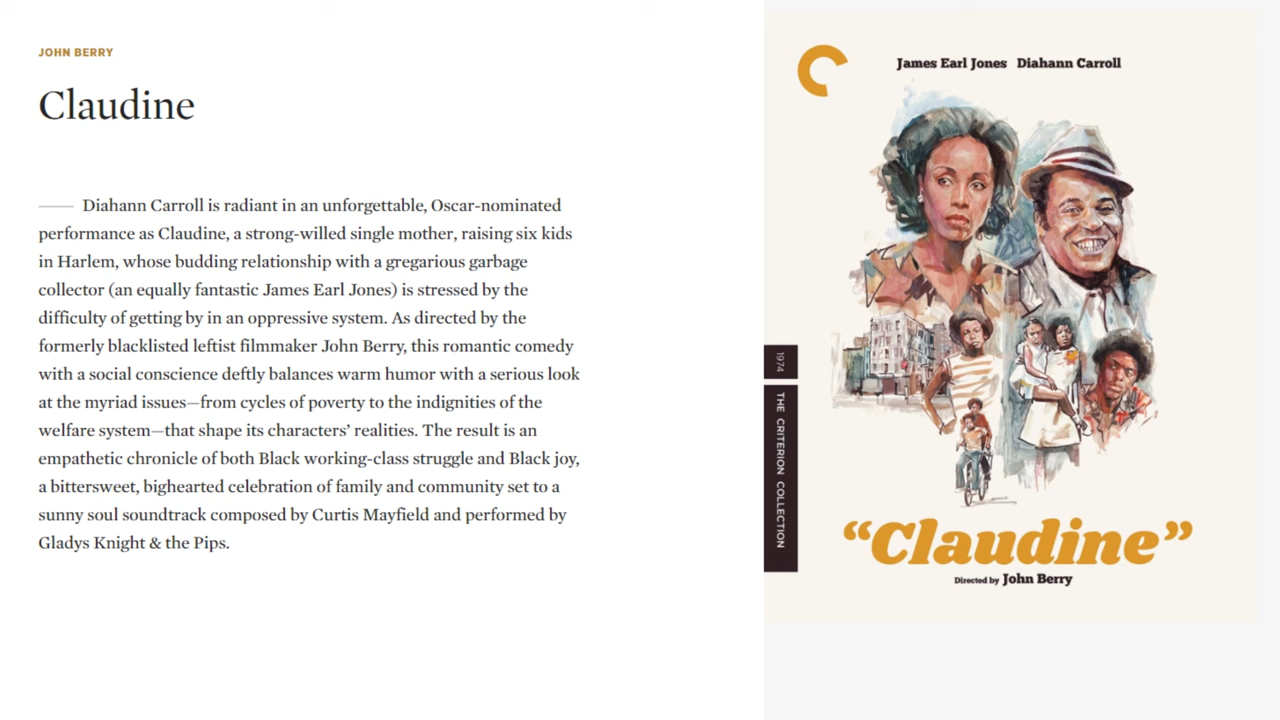 JOHN BERRY
Claudine
Diahann Carroll is radiant in an unforgettable, Oscar-nominated
performance as Claudine, a strong-willed single mother, raising six kids
in Harlem, whose budding relationship with a gregarious garbage
collector (an equally fantastic James Earl Jones) is stressed by the
difficulty of getting by in an oppressive system. As directed by the
formerly blacklisted leftist filmmaker John Berry, this romantic comedy
with a social conscience deftly balances warm humor with a serious look
at the myriad issues—from cycles of poverty to the indignities of the
welfare system—that shape its characters’ realities. The result is an
empathetic chronicle of both Black working-class struggle and Black joy,
a bittersweet, bighearted celebration of family and community set to a
sunny soul soundtrack composed by Curtis Mayfield and performed by
Gladys Knight & the Pips.
James Earl Jones Diahann Carroll
1974
THE CRITERION COLLECTION
“Claudine”
Directed by John Berry